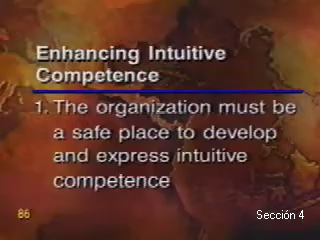 Enhancing Intuitive
Competence
1. The organization must be
a safe place to develop
and express intuitive
competence
86
Sección 4